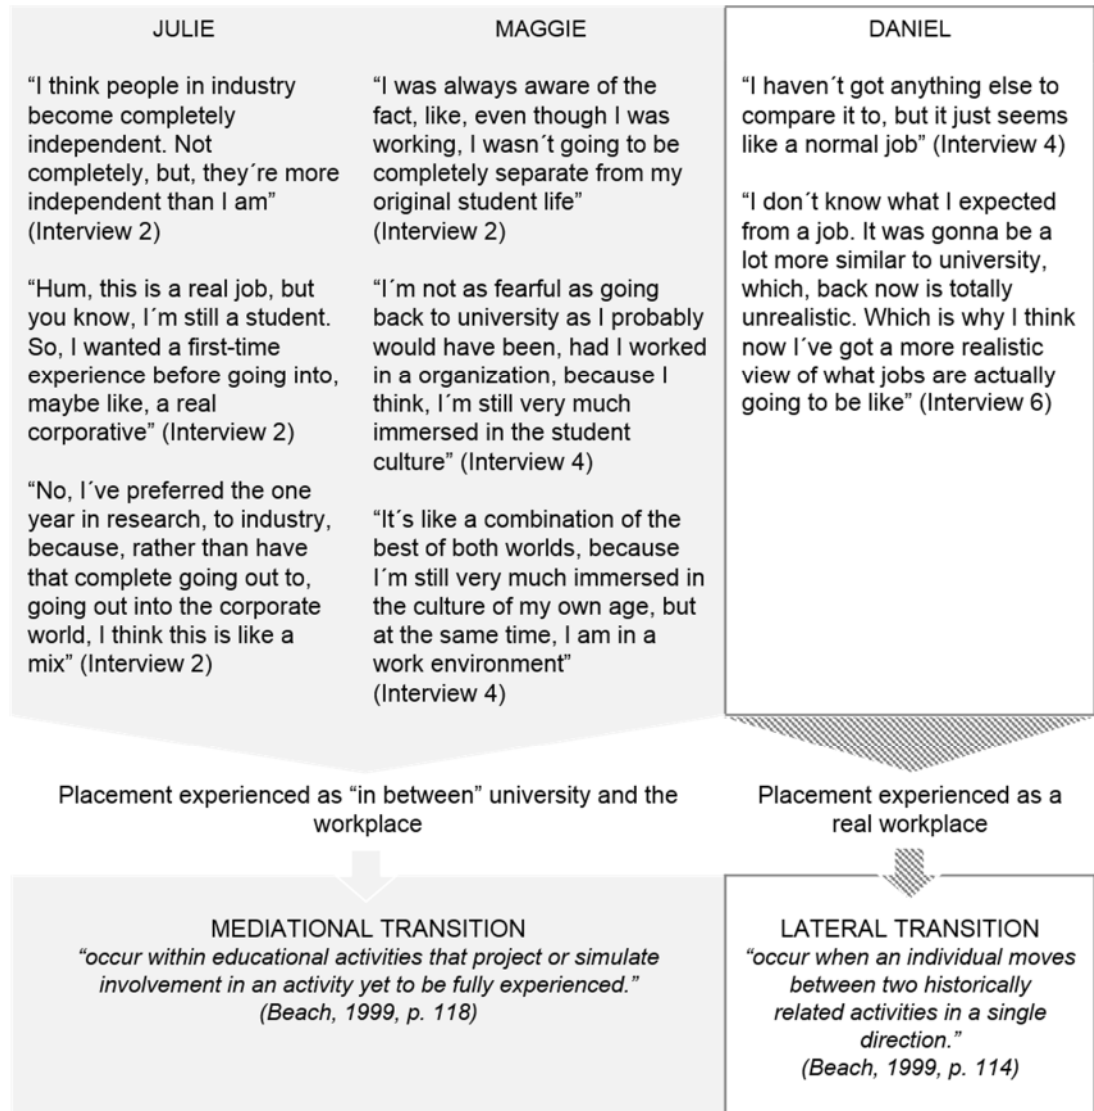 JULIE
“I think people in industry
become completely
independent. Not
completely, but, they´re more
independent than I am”
(Interview 2)
“Hum, this is a real job, but
you know, I´m still a student.
So, I wanted a first-time
experience before going into,
maybe like, a real
corporative” (Interview 2)
“No, I´ve preferred the one
year in research, to industry,
because, rather than have
that complete going out to,
going out into the corporate
world, I think this is like a
mix” (Interview 2)
MAGGIE
“I was always aware of the
fact, like, even though I was
working, I wasn´t going to be
completely separate from my
original student life”
(Interview 2)
“I´m not as fearful as going
back to university as I probably
would have been, had I worked
in a organization, because I
think, I´m still very much
immersed in the student
culture” (Interview 4)
“It´s like a combination of the
best of both worlds, because
I´m still very much immersed in
the culture of my own age, but
at the same time, I am in a
work environment”
(Interview 4)
DANIEL
“I haven´t got anything else to
compare it to, but it just seems
like a normal job” (Interview 4)
“I don´t know what I expected
from a job. It was gonna be a
lot more similar to university,
which, back now is totally
unrealistic. Which is why I think
now I´ve got a more realistic
view of what jobs are actually
going to be like” (Interview 6)
Placement experienced as “in between” university and the
workplace
Placement experienced as a
real workplace
MEDIATIONAL TRANSITION
“occur within educational activities that project or simulate
involvement in an activity yet to be fully experienced.”
(Beach, 1999, p. 118)
LATERAL TRANSITION
“occur when an individual moves
between two historically
related activities in a single
direction.”
(Beach, 1999, p. 114)